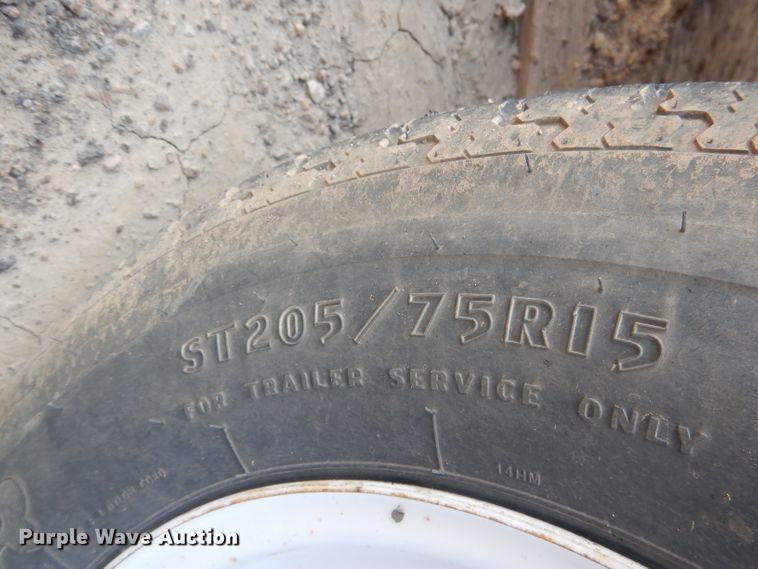 ST205/75R15
FOR TRAILER SERVICE ONLY
14HM
Purple Wave Auction